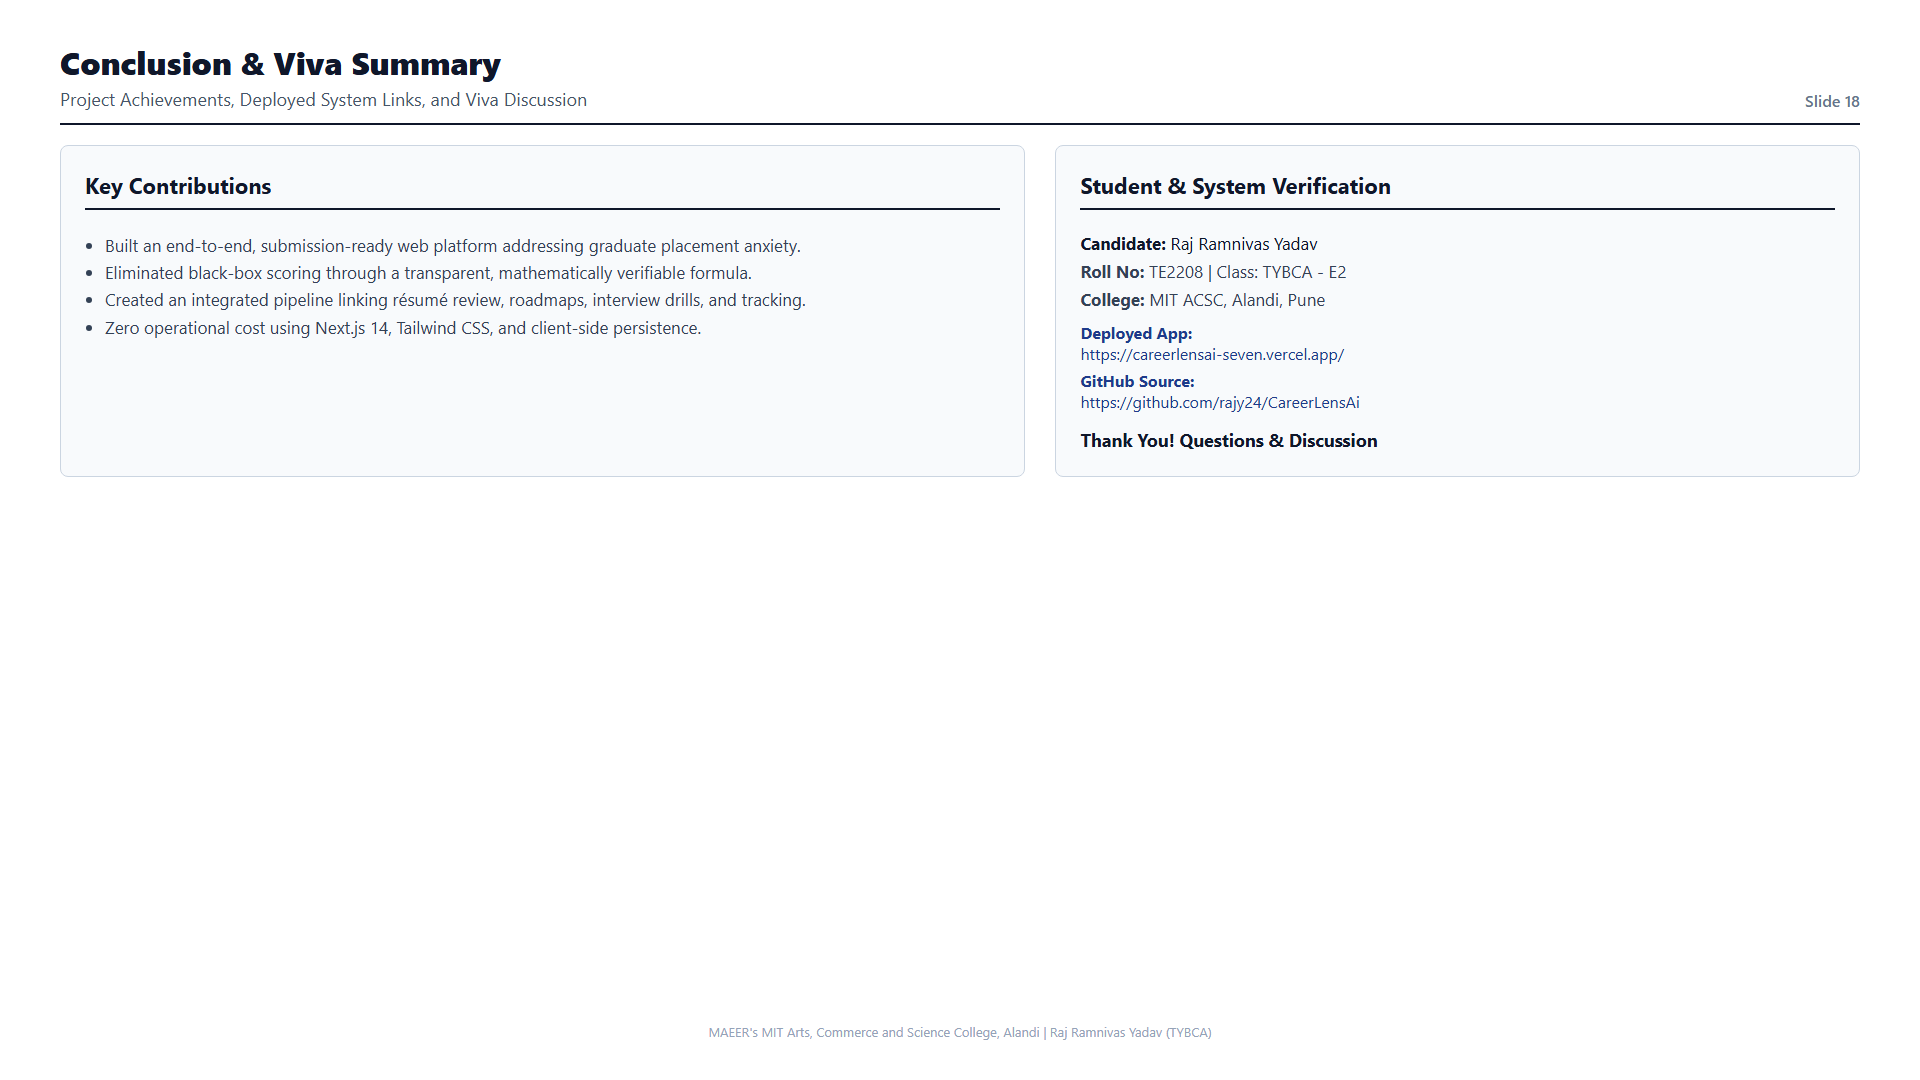 Conclusion & Viva Summary
Project Achievements, Deployed System Links, and Viva Discussion
Slide 18
Key Contributions
• Built an end-to-end, submission-ready web platform addressing graduate placement anxiety.
• Eliminated black-box scoring through a transparent, mathematically verifiable formula.
• Created an integrated pipeline linking résumé review, roadmaps, interview drills, and tracking.
• Zero operational cost using Next.js 14, Tailwind CSS, and client-side persistence.
Student & System Verification
Candidate: Raj Ramnivas Yadav
Roll No: TE2208 | Class: TYBCA - E2
College: MIT ACSC, Alandi, Pune
Deployed App:
https://careerlensai-seven.vercel.app/
GitHub Source:
https://github.com/rajy24/CareerLensAi
Thank You! Questions & Discussion
MAEER's MIT Arts, Commerce and Science College, Alandi | Raj Ramnivas Yadav (TYBCA)